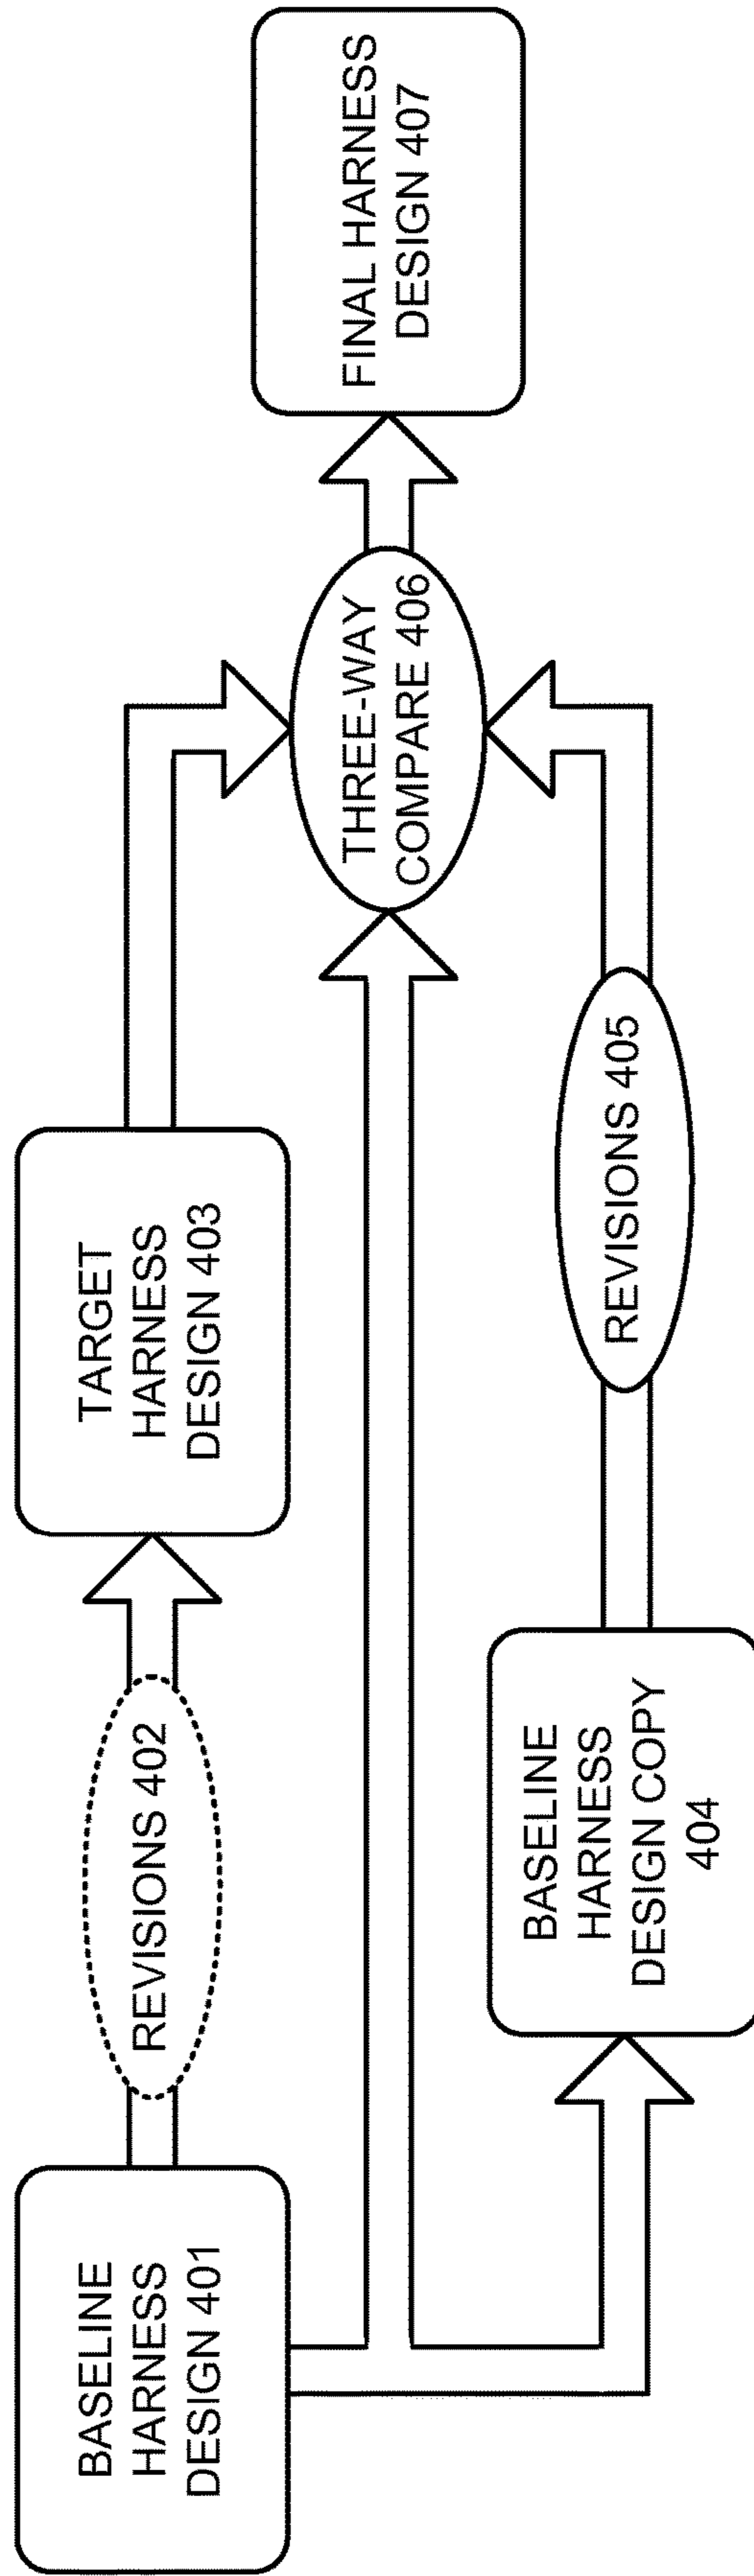 BASELINE
HARNESS
DESIGN 401
REVISIONS 402
TARGET
HARNESS
DESIGN 403
BASELINE
HARNESS
DESIGN COPY
404
REVISIONS 405
THREE-WAY
COMPARE 406
FINAL HARNESS
DESIGN 407